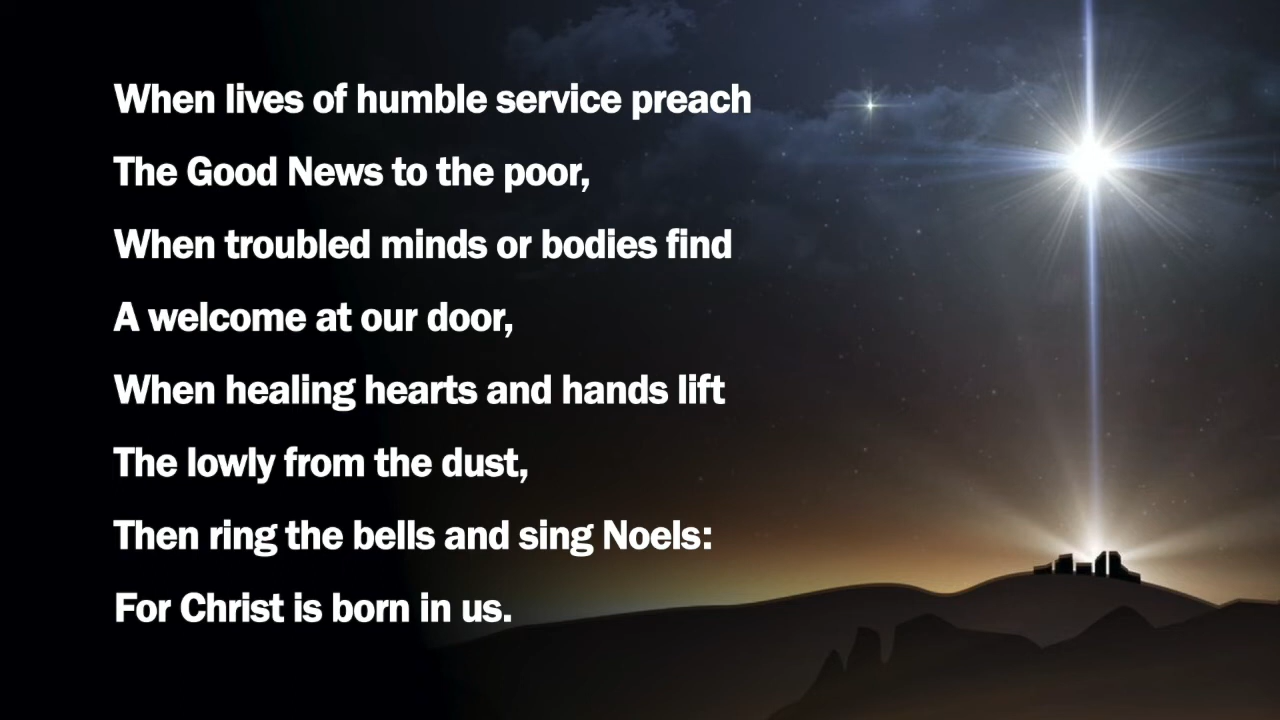 When lives of humble service preach
The Good News to the poor,
When troubled minds or bodies find
A welcome at our door,
When healing hearts and hands lift
The lowly from the dust,
Then ring the bells and sing Noels:
For Christ is born in us.